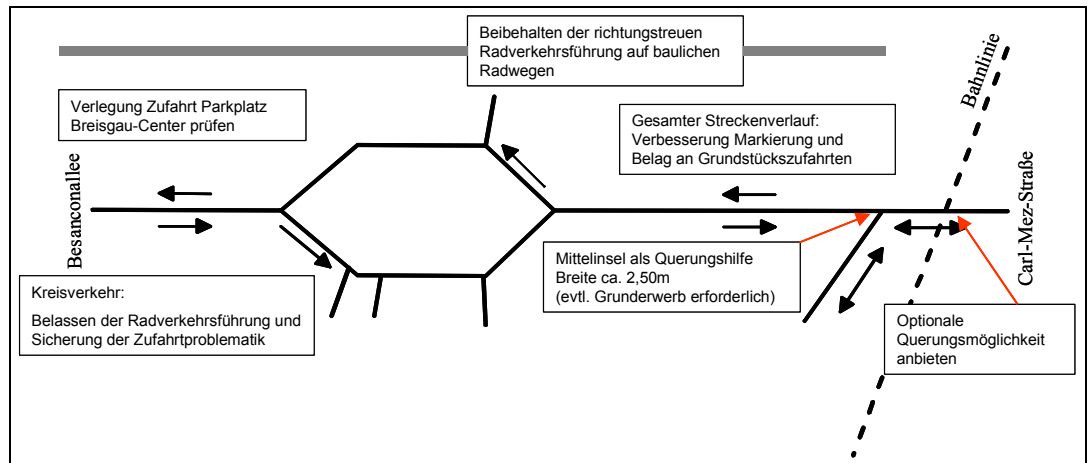 Beibehalten der richtungstreuen
Radverkehrsführung auf baulichen
Radwegen
Bahnlinie
Verlegung Zufahrt Parkplatz
Breisgau-Center prüfen
Gesamter Streckenverlauf:
Verbesserung Markierung und
Belag an Grundstückszufahrten
Besanconallee
Carl-Mez-Straße
Mittelinsel als Querungshilfe
Breite ca. 2,50m
(evtl. Grunderwerb erforderlich)
Kreisverkehr:
Belassen der Radverkehrsführung und
Sicherung der Zufahrtproblematik
Optionale
Querungsmöglichkeit
anbieten